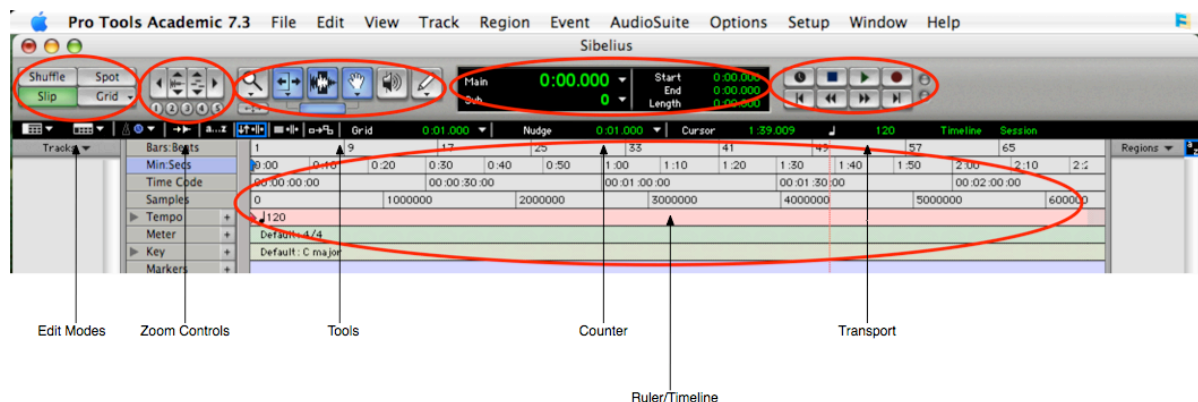 Pro Tools Academic 7.3 File Edit View Track Region Event AudioSuite Options Setup Window Help
Sibelius
Shuffle Spot
Slip Grid
1 2 3 4 5
Main 0:00.000
Sub 0
Start 0:00.000
End 0:00.000
Length 0:00.000
a...z Grid 0:01.000 Nudge 0:01.000 Cursor 1:39.009 120 Timeline Session
Tracks
Regions
Bars:Beats 1 9 17 25 33 41 49 57 65
Min:Secs 0:00 0:10 0:20 0:30 0:40 0:50 1:00 1:10 1:20 1:30 1:40 1:50 2:00 2:10
Time Code 00:00:00:00 00:00:30:00 00:01:00:00 00:01:30:00 00:02:00:00
Samples 0 1000000 2000000 3000000 4000000 5000000 600000
Tempo + 120
Meter + Default: 4/4
Key + Default: C major
Markers +
Edit Modes Zoom Controls Tools Counter Transport
Ruler/Timeline